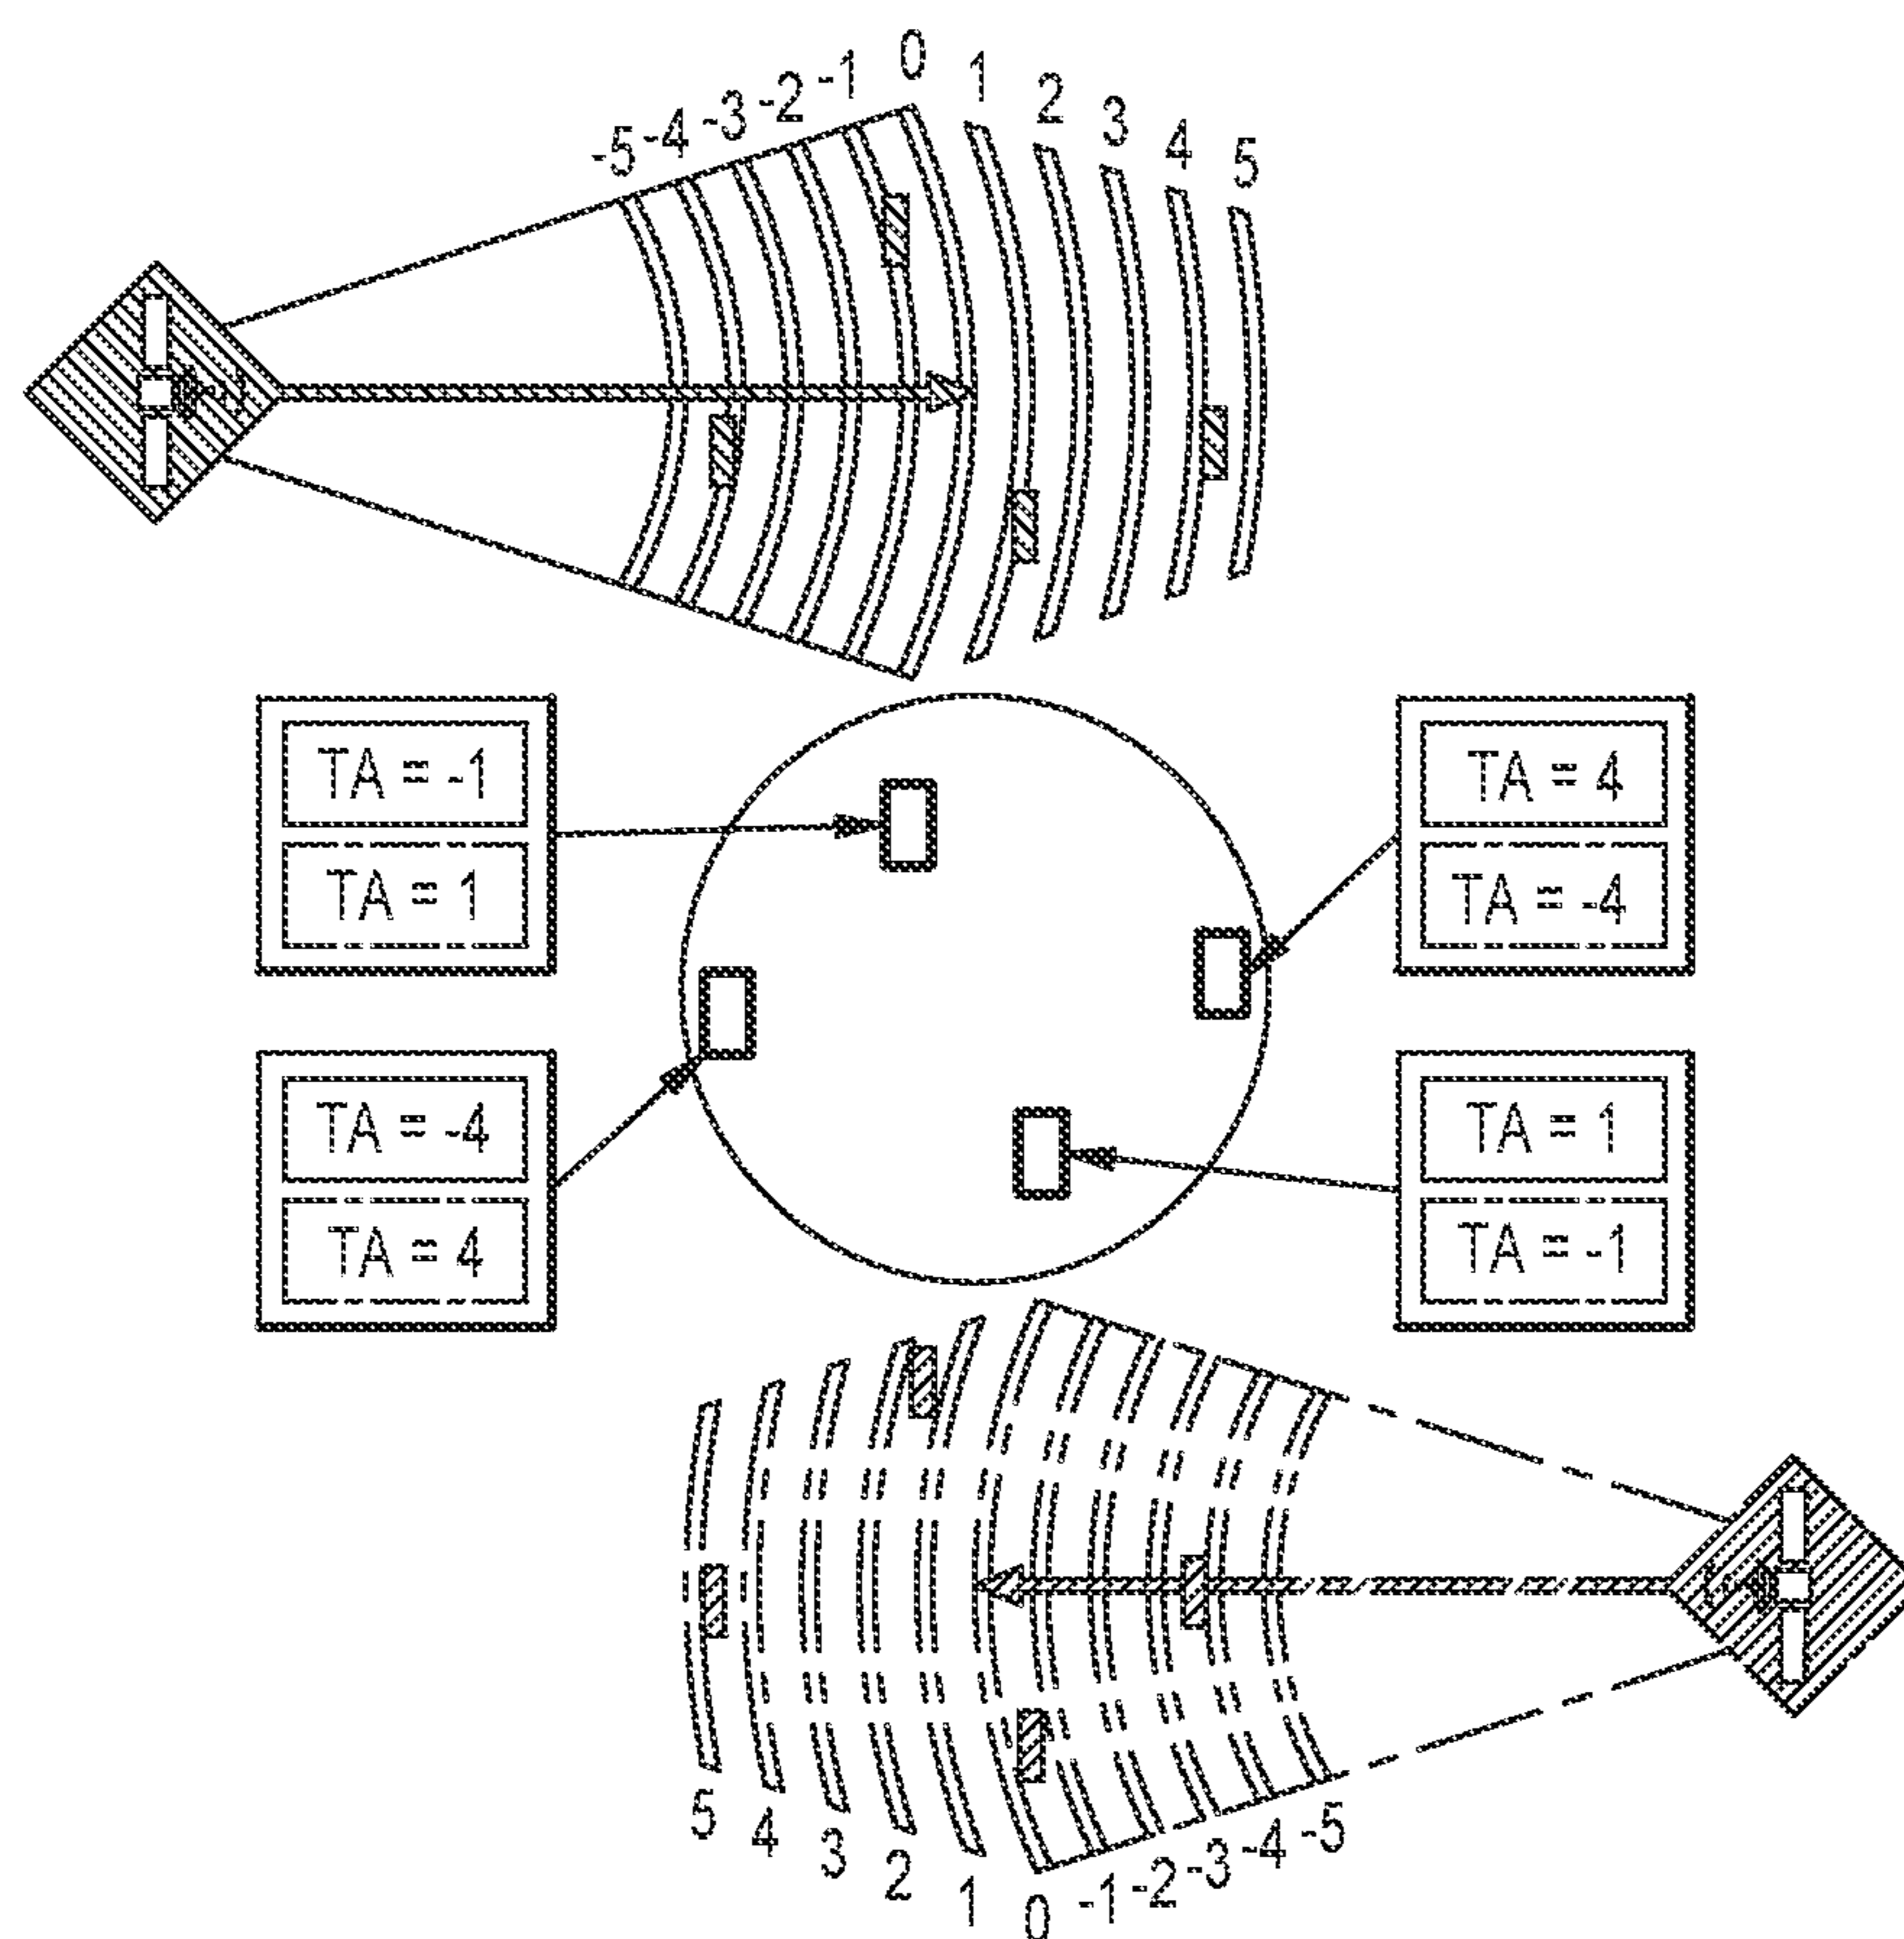 -5 -4 -3 -2 -1 0 1 2 3 4 5
TA = -1
TA = 1
TA = 4
TA = -4
TA = -4
TA = 4
TA = 1
TA = -1
5 4 3 2 1 0 -1 -2 -3 -4 -5